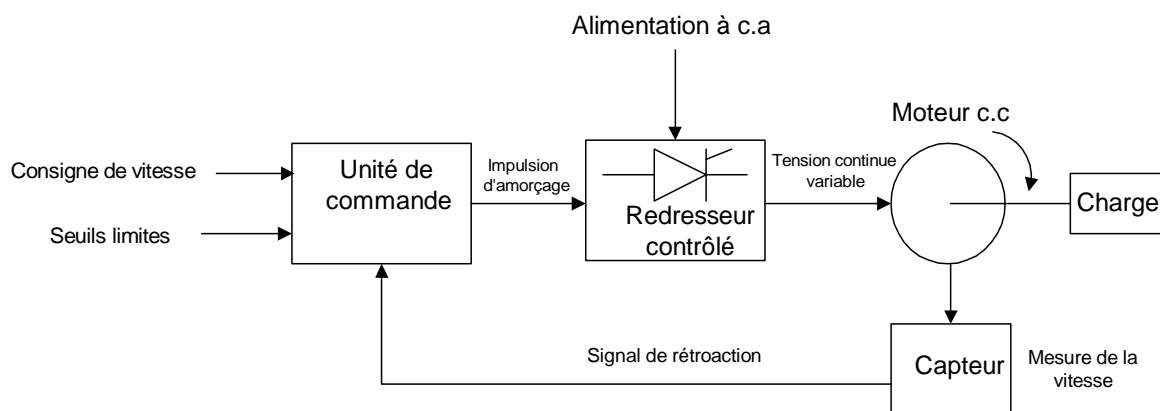 Alimentation à c.a
Moteur c.c
Consigne de vitesse
Seuils limites
Unité de
commande
Impulsion
d'amorçage
Redresseur
contrôlé
Tension continue
variable
Charge
Signal de rétroaction
Capteur
Mesure de la
vitesse